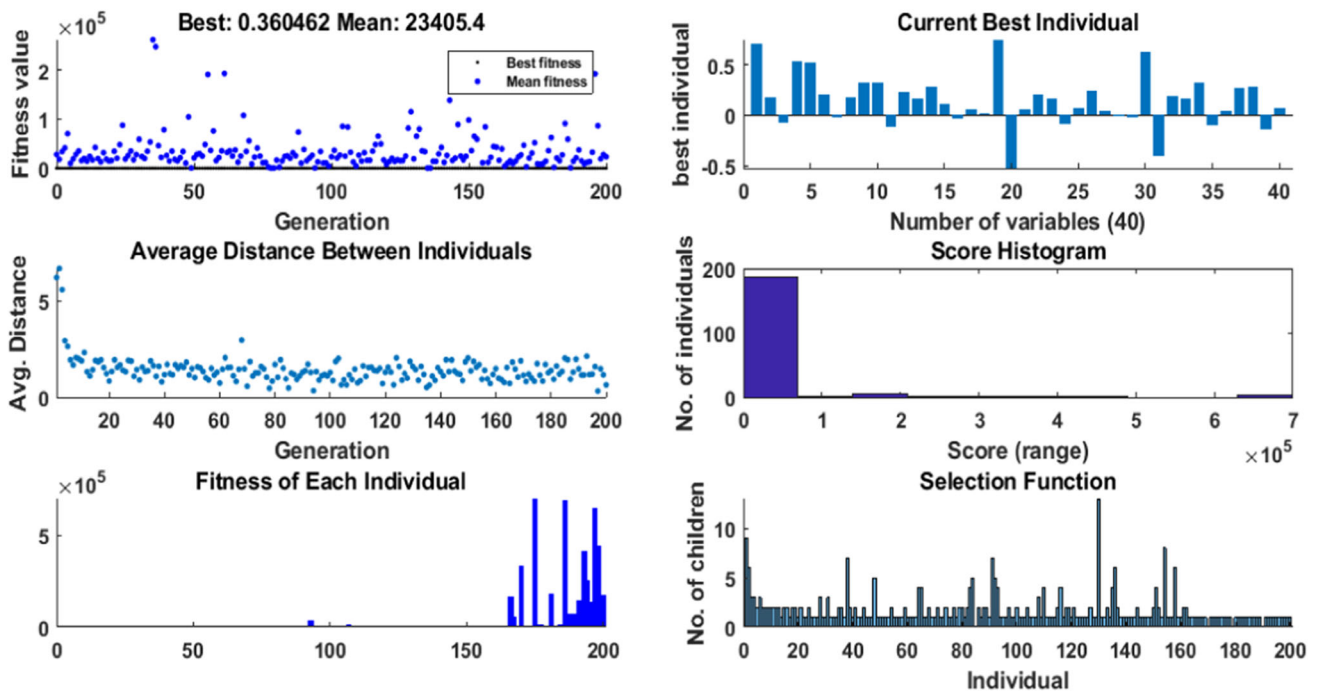 Best: 0.360462 Mean: 23405.4
×10^5
Fitness value
2
1
0
Best fitness
Mean fitness
0 50 100 150 200
Generation
Current Best Individual
best individual
0.5
0
-0.5
0 5 10 15 20 25 30 35 40
Number of variables (40)
Average Distance Between Individuals
Avg. Distance
5
0
20 40 60 80 100 120 140 160 180 200
Generation
Score Histogram
No. of individuals
200
100
0
0 1 2 3 4 5 6 7
Score (range)
×10^5
Fitness of Each Individual
×10^5
5
0
0 50 100 150 200
Selection Function
No. of children
10
5
0
0 20 40 60 80 100 120 140 160 180 200
Individual